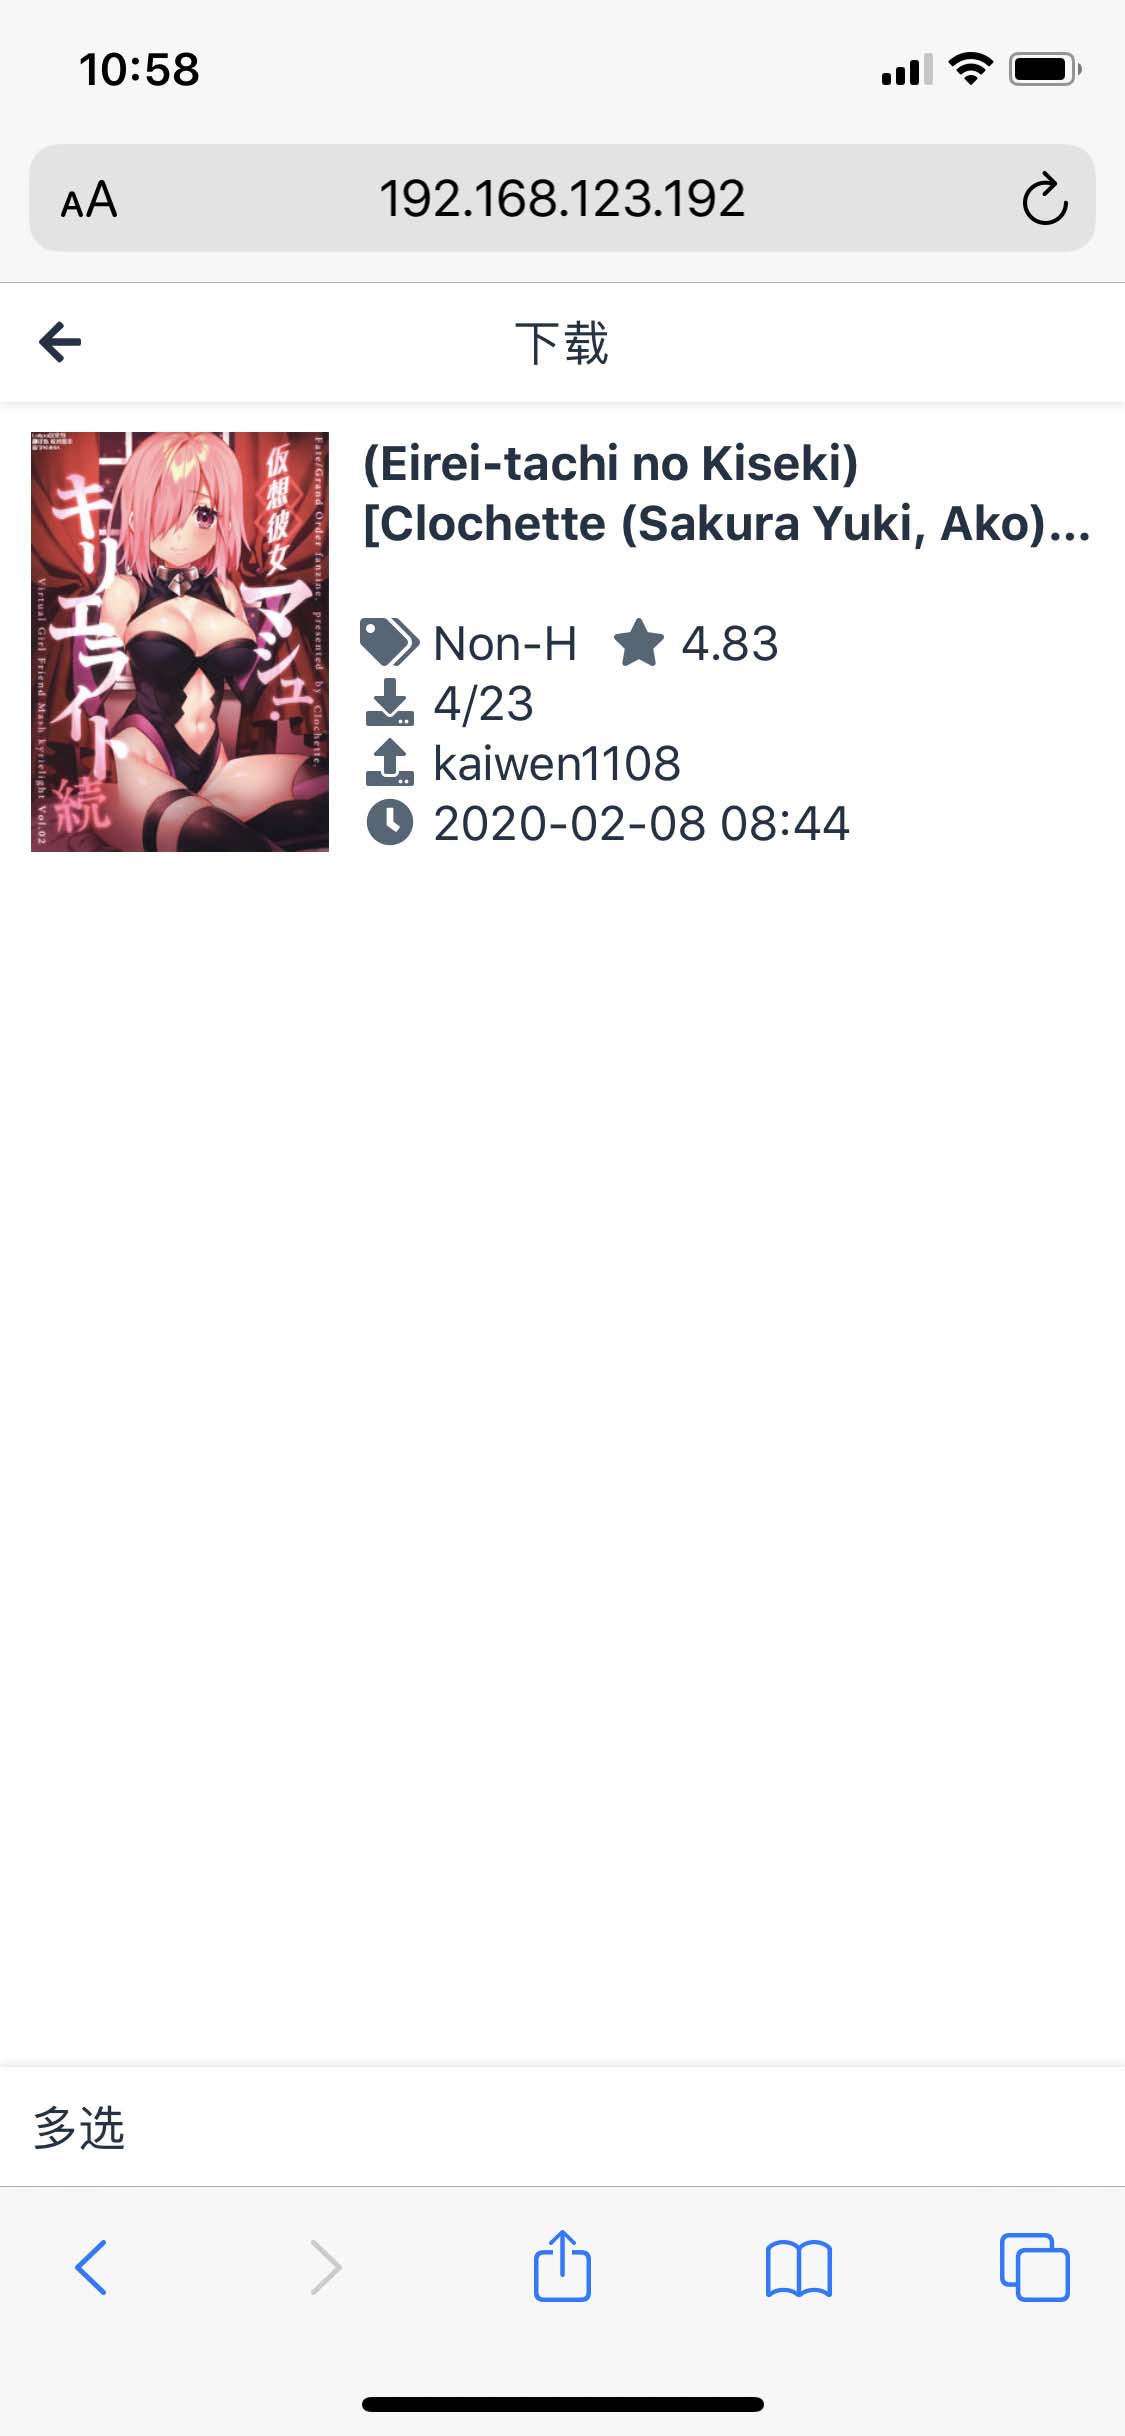 10:58
AA
192.168.123.192
下载
(Eirei-tachi no Kiseki)
[Clochette (Sakura Yuki, Ako)...
仮想彼女
マシュ・
キリエライト
続
Fate/Grand Order fanzine. presented by Clochette.
Virtual Girl Friend Mash kyrielight Vol.02
Non-H 4.83
4/23
kaiwen1108
2020-02-08 08:44
多选